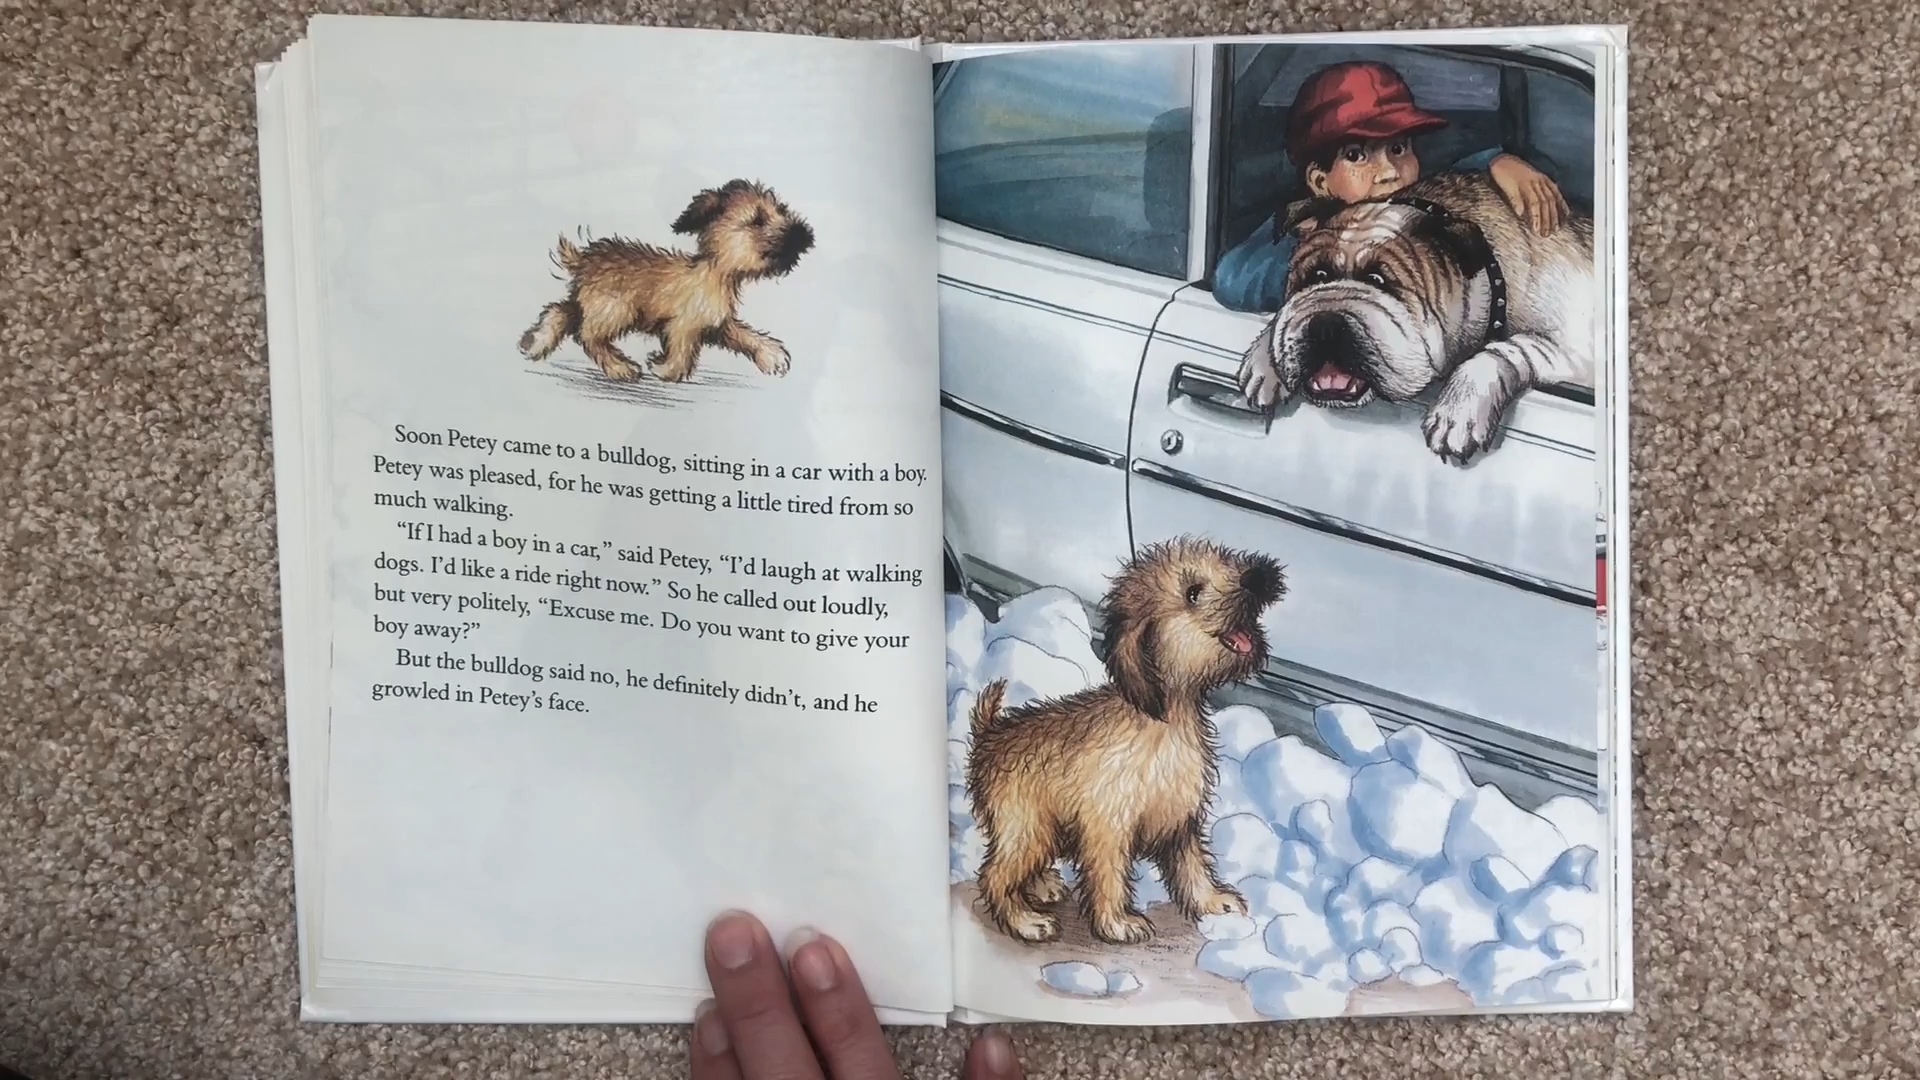 Soon Petey came to a bulldog, sitting in a car with a boy.
Petey was pleased, for he was getting a little tired from so
much walking.
“If I had a boy in a car,” said Petey, “I’d laugh at walking
dogs. I’d like a ride right now.” So he called out loudly,
but very politely, “Excuse me. Do you want to give your
boy away?”
But the bulldog said no, he definitely didn’t, and he
growled in Petey’s face.